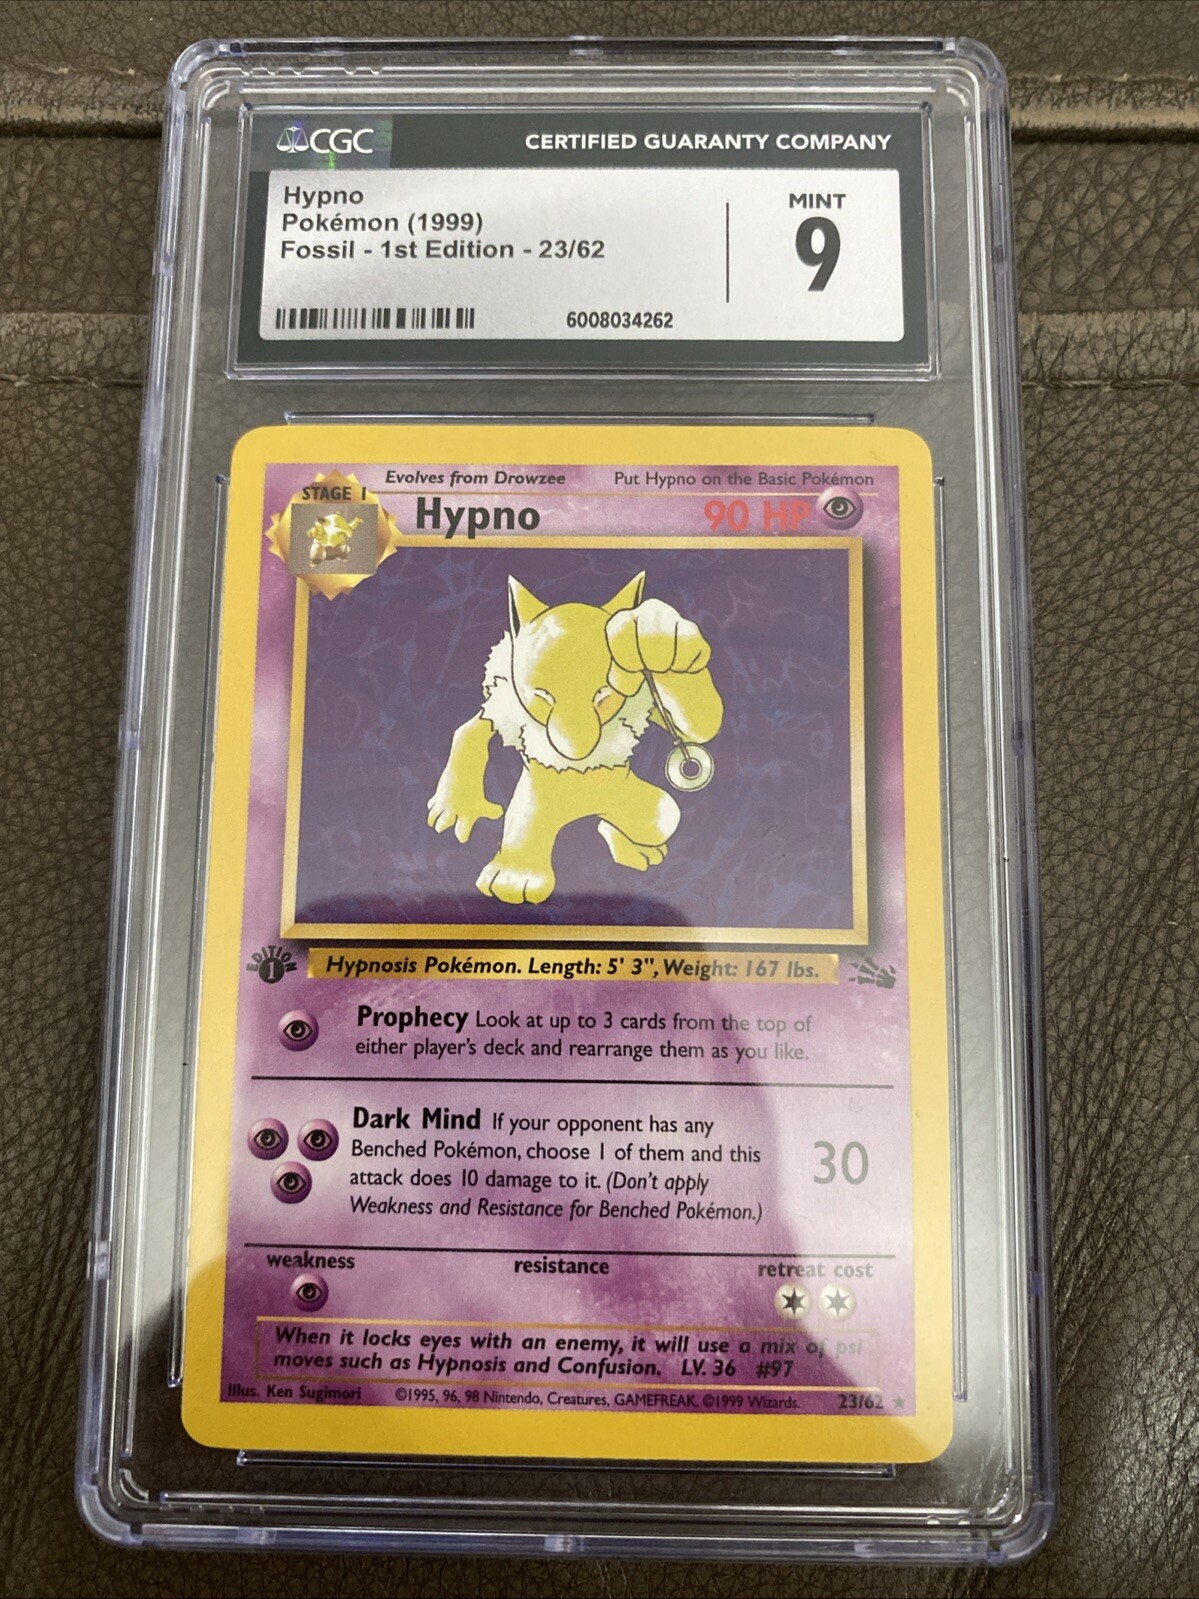 CGC
CERTIFIED GUARANTY COMPANY
Hypno
Pokémon (1999)
Fossil - 1st Edition - 23/62
MINT
9
6008034262
Evolves from Drowzee
Put Hypno on the Basic Pokémon
STAGE 1
Hypno
90 HP
EDITION
1
Hypnosis Pokémon. Length: 5' 3", Weight: 167 lbs.
Prophecy Look at up to 3 cards from the top of
either player's deck and rearrange them as you like.
Dark Mind If your opponent has any
Benched Pokémon, choose 1 of them and this
attack does 10 damage to it. (Don't apply
Weakness and Resistance for Benched Pokémon.)
30
weakness
resistance
retreat cost
When it locks eyes with an enemy, it will use a mix of psi
moves such as Hypnosis and Confusion. LV. 36 #97
Illus. Ken Sugimori
©1995, 96, 98 Nintendo, Creatures, GAMEFREAK. ©1999 Wizards.
23/62 ★